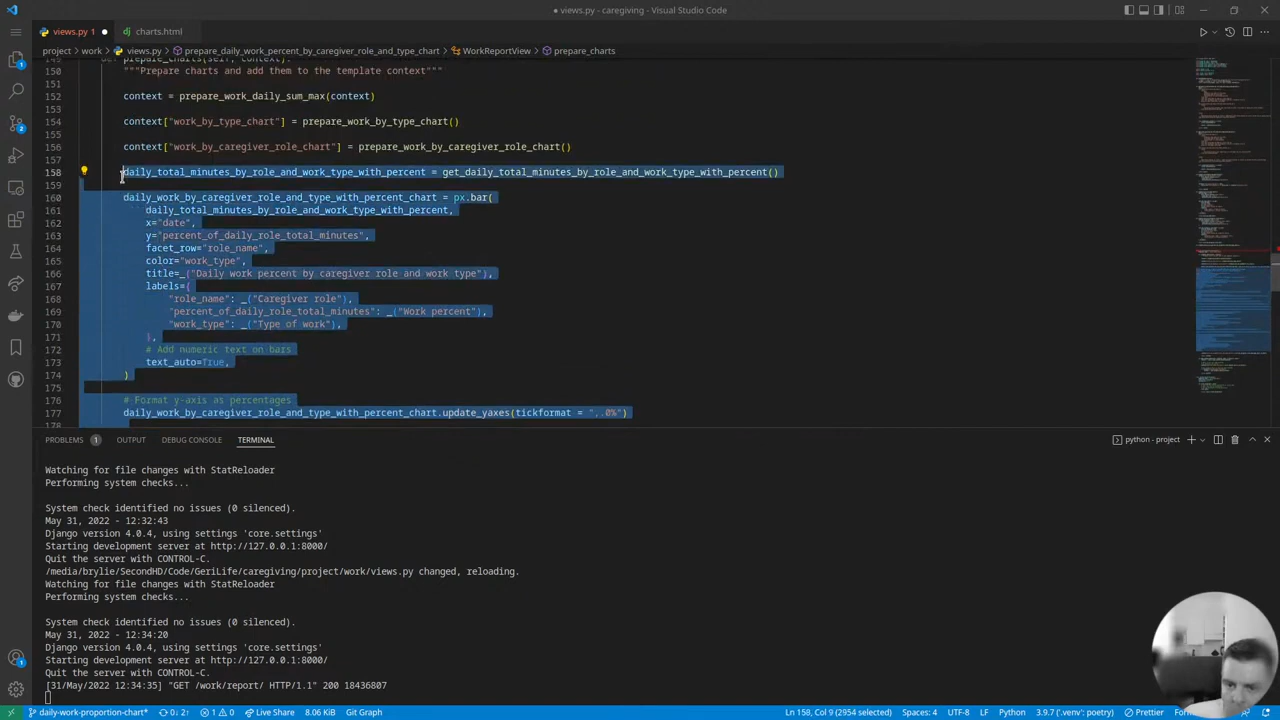 ● views.py - caregiving - Visual Studio Code
views.py 1 ●
charts.html
project > work > views.py > prepare_daily_work_percent_by_caregiver_role_and_type_chart > WorkReportView > prepare_charts
149 def prepare_charts(self, context):
150 """Prepare charts and add them to the template context"""
151
152 context = prepare_work_daily_sum_max(context)
153
154 context["work_by_type_chart"] = prepare_work_by_type_chart()
155
156 context["work_by_caregiver_role_chart"] = prepare_work_by_caregiver_role_chart()
157
158 daily_total_minutes_by_role_and_work_type_with_percent = get_daily_total_minutes_by_role_and_work_type_with_percent()
159
160 daily_work_by_caregiver_role_and_type_with_percent_chart = px.bar(
161 daily_total_minutes_by_role_and_work_type_with_percent,
162 x="date",
163 y="percent_of_daily_role_total_minutes",
164 facet_row="role_name",
165 color="work_type",
166 title=_("Daily work percent by caregiver role and work type"),
167 labels={
168 "role_name": _("Caregiver role"),
169 "percent_of_daily_role_total_minutes": _("Work percent"),
170 "work_type": _("Type of work"),
171 },
172 # Add numeric text on bars
173 text_auto=True,
174 )
175
176 # Format y-axis as percentages
177 daily_work_by_caregiver_role_and_type_with_percent_chart.update_yaxes(tickformat = ",.0%")
178
PROBLEMS 1 OUTPUT DEBUG CONSOLE TERMINAL
python - project
Watching for file changes with StatReloader
Performing system checks...
System check identified no issues (0 silenced).
May 31, 2022 - 12:32:43
Django version 4.0.4, using settings 'core.settings'
Starting development server at http://127.0.0.1:8000/
Quit the server with CONTROL-C.
/media/brylie/SecondHD/Code/GeriLife/caregiving/project/work/views.py changed, reloading.
Watching for file changes with StatReloader
Performing system checks...
System check identified no issues (0 silenced).
May 31, 2022 - 12:34:20
Django version 4.0.4, using settings 'core.settings'
Starting development server at http://127.0.0.1:8000/
Quit the server with CONTROL-C.
[31/May/2022 12:34:35] "GET /work/report/ HTTP/1.1" 200 18436807
daily-work-proportion-chart* 0↓ 2↑ 1 0 Live Share 8.06 KiB Git Graph Ln 158, Col 9 (2954 selected) Spaces: 4 UTF-8 LF Python 3.9.7 ('.venv': poetry) Prettier